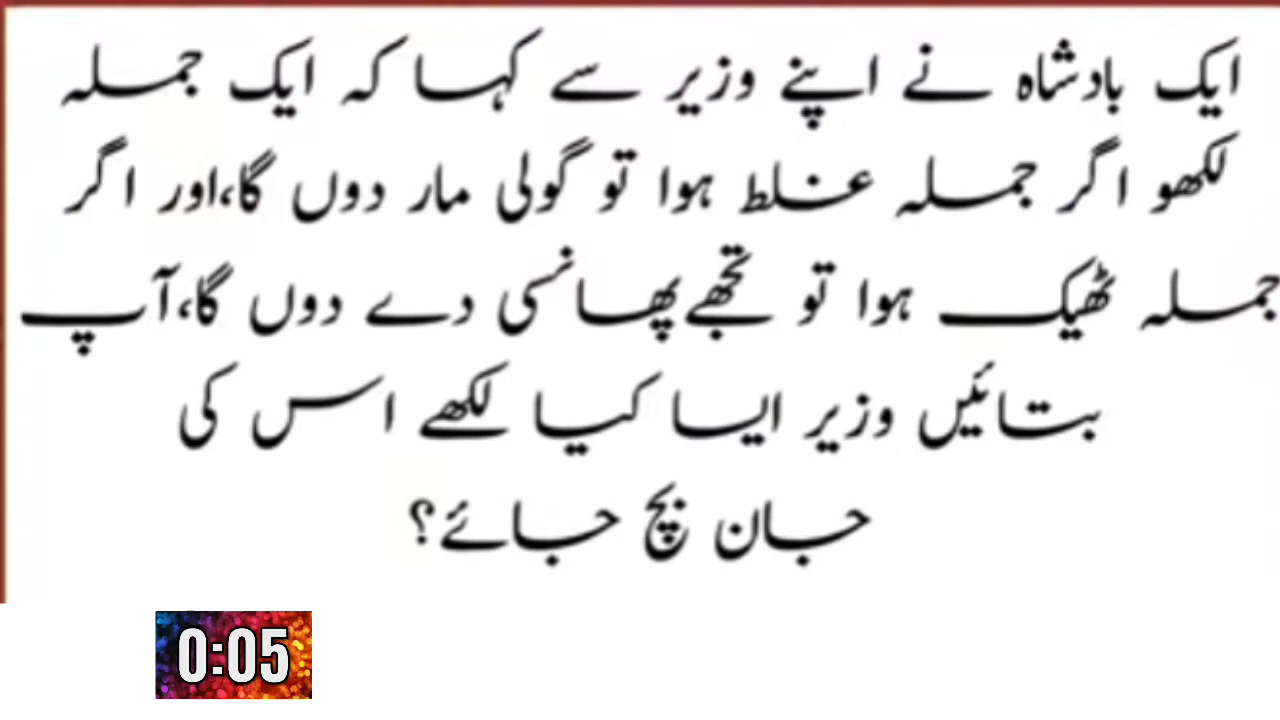 ایک بادشاہ نے اپنے وزیر سے کہا کہ ایک جملہ
لکھو اگر جملہ غلط ہوا تو گولی مار دوں گا،اور اگر
جملہ ٹھیک ہوا تو تجھے پھانسی دے دوں گا،آپ
بتائیں وزیر ایسا کیا لکھے اس کی
جان بچ جائے؟
0:05